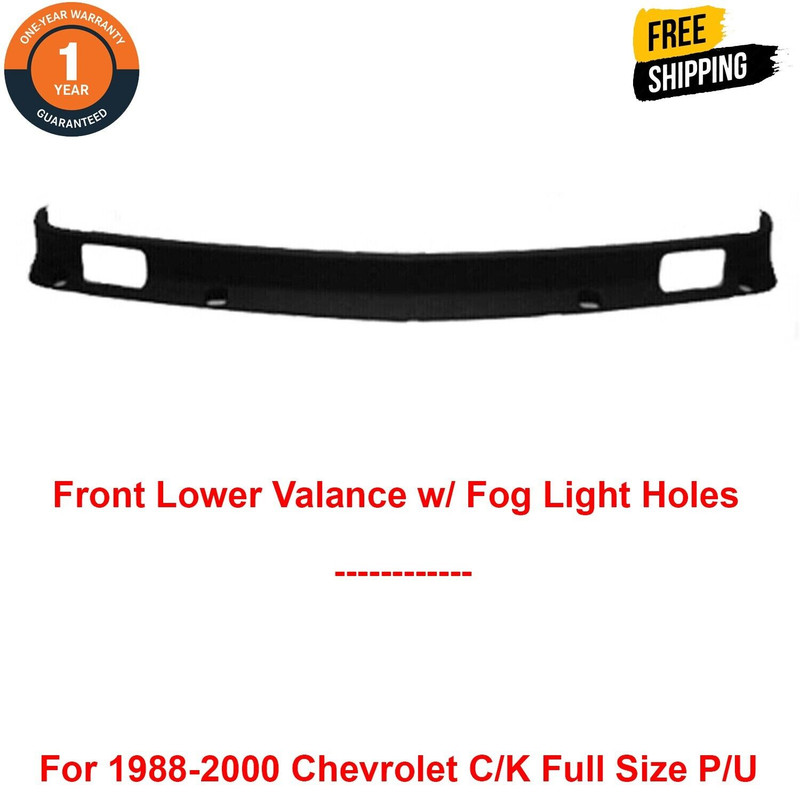 ONE-YEAR WARRANTY
1
YEAR
GUARANTEED
FREE
SHIPPING
Front Lower Valance w/ Fog Light Holes
------------
For 1988-2000 Chevrolet C/K Full Size P/U